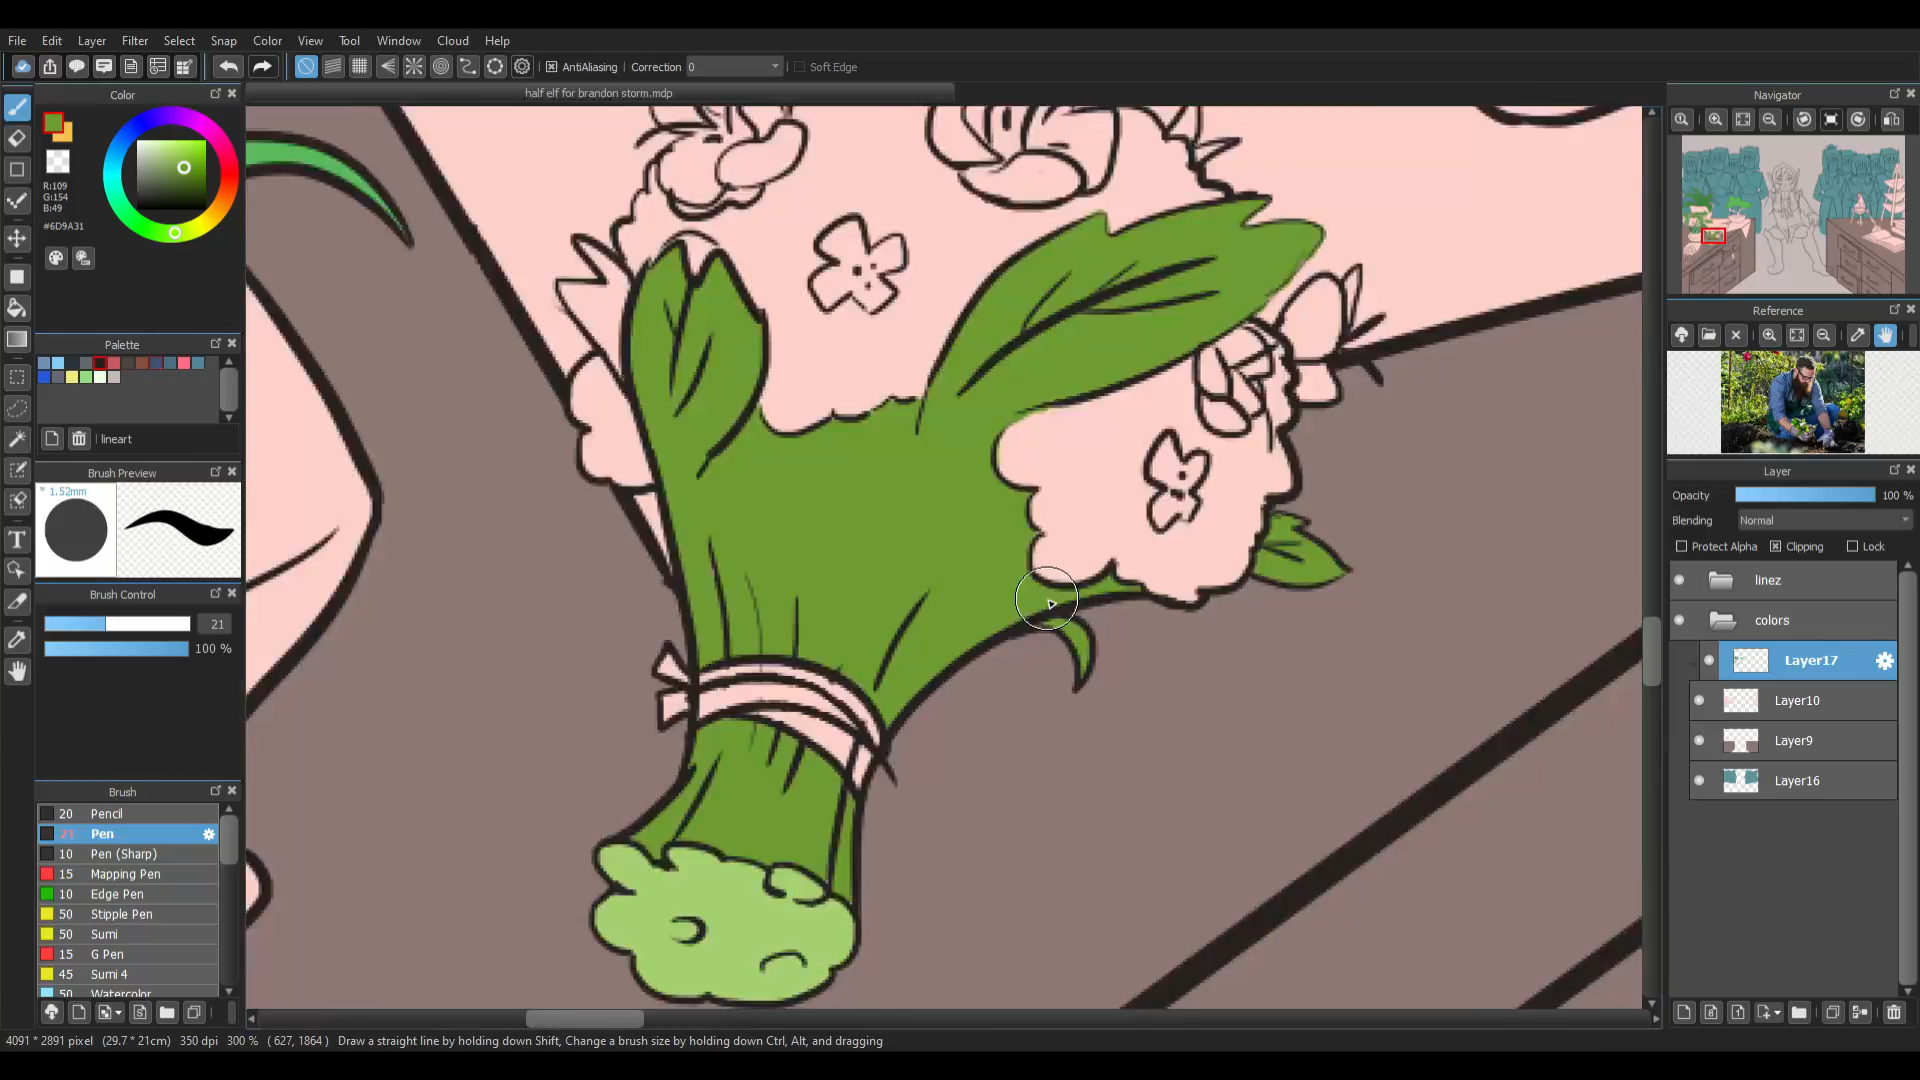 File Edit Layer Filter Select Snap Color View Tool Window Cloud Help
AntiAliasing Correction 0 Soft Edge
Color
half elf for brandon storm.mdp
Navigator
R:109
G:154
B:49
#6D9A31
Reference
Palette
lineart
Layer
Brush Preview
1.52mm
Opacity 100 %
Blending Normal
Protect Alpha Clipping Lock
linez
Brush Control
21
100 %
colors
Layer17
Layer10
Layer9
Layer16
Brush
20 Pencil
21 Pen
10 Pen (Sharp)
15 Mapping Pen
10 Edge Pen
50 Stipple Pen
50 Sumi
15 G Pen
45 Sumi 4
50 Watercolor
4091 * 2891 pixel (29.7 * 21cm) 350 dpi 300 % ( 627, 1864 ) Draw a straight line by holding down Shift, Change a brush size by holding down Ctrl, Alt, and dragging